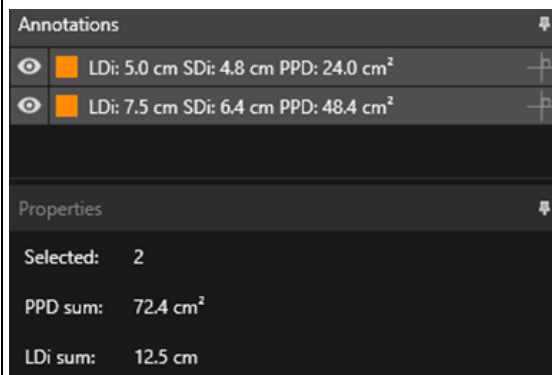 Annotations
LDi: 5.0 cm SDi: 4.8 cm PPD: 24.0 cm²
LDi: 7.5 cm SDi: 6.4 cm PPD: 48.4 cm²
Properties
Selected: 2
PPD sum: 72.4 cm²
LDi sum: 12.5 cm